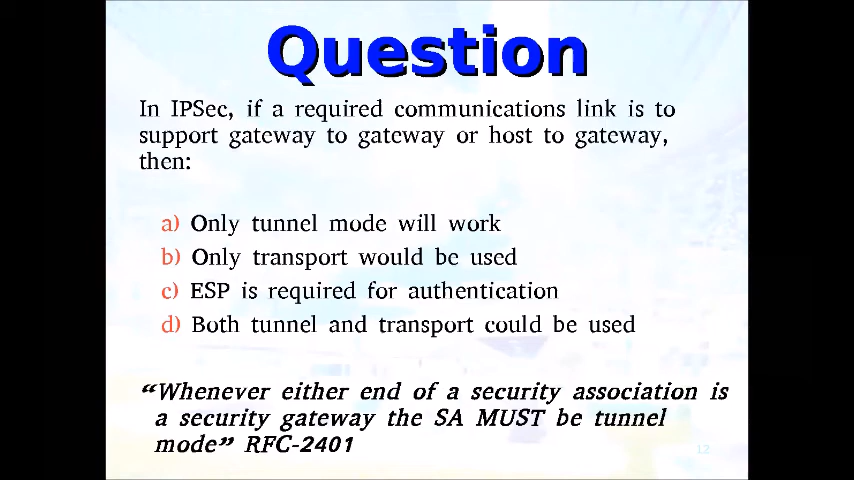 Question
In IPSec, if a required communications link is to
support gateway to gateway or host to gateway,
then:
a) Only tunnel mode will work
b) Only transport would be used
c) ESP is required for authentication
d) Both tunnel and transport could be used
“Whenever either end of a security association is
a security gateway the SA MUST be tunnel
mode” RFC-2401
12